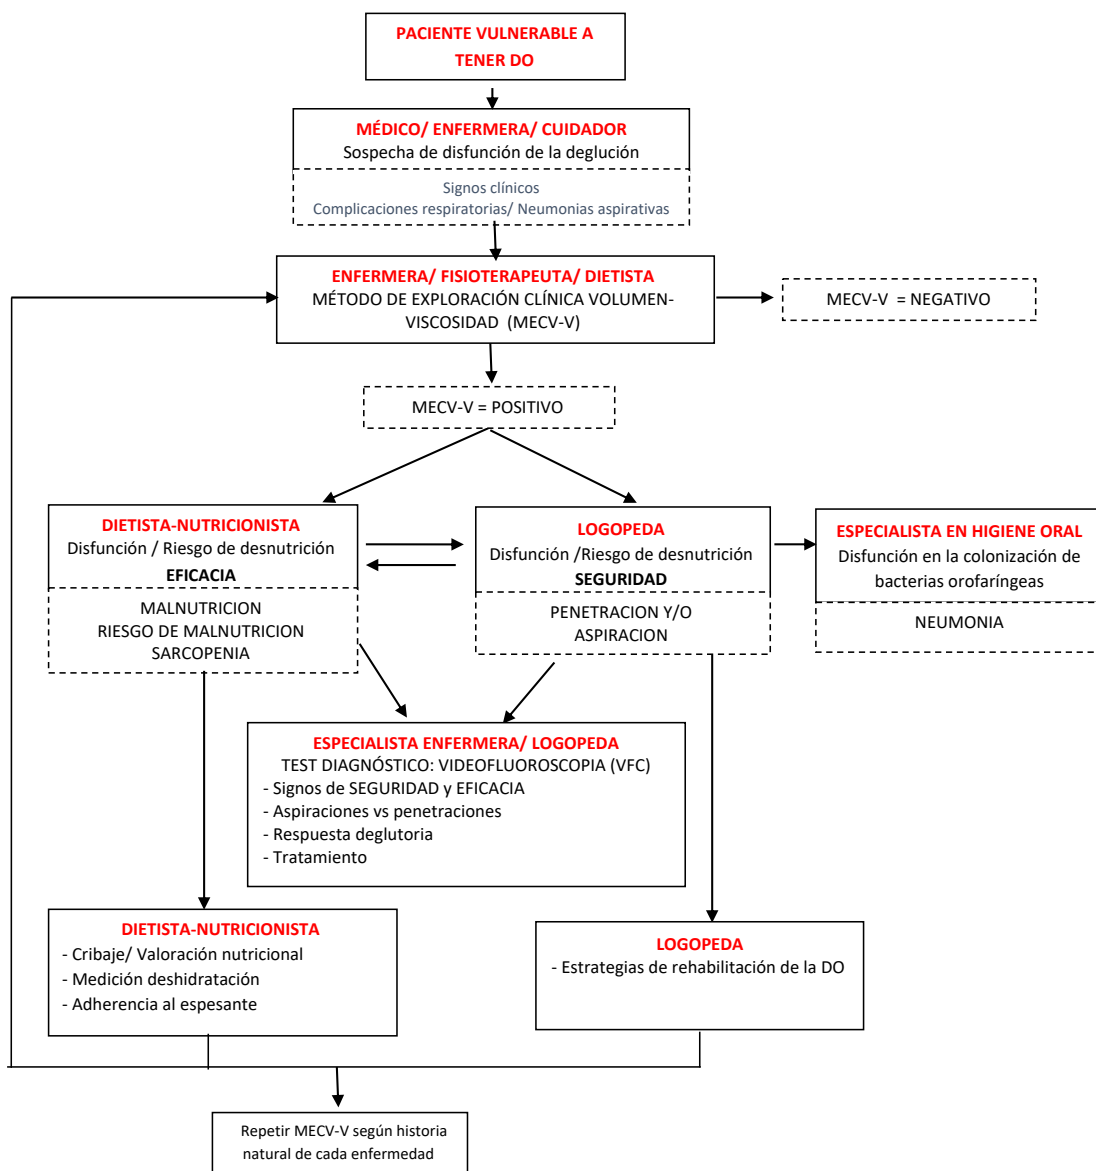 PACIENTE VULNERABLE A
TENER DO
MÉDICO/ ENFERMERA/ CUIDADOR
Sospecha de disfunción de la deglución
Signos clínicos
Complicaciones respiratorias/ Neumonias aspirativas
ENFERMERA/ FISIOTERAPEUTA/ DIETISTA
MÉTODO DE EXPLORACIÓN CLÍNICA VOLUMEN-
VISCOSIDAD (MECV-V)
MECV-V = NEGATIVO
MECV-V = POSITIVO
DIETISTA-NUTRICIONISTA
Disfunción / Riesgo de desnutrición
EFICACIA
MALNUTRICION
RIESGO DE MALNUTRICION
SARCOPENIA
LOGOPEDA
Disfunción /Riesgo de desnutrición
SEGURIDAD
PENETRACION Y/O
ASPIRACION
ESPECIALISTA EN HIGIENE ORAL
Disfunción en la colonización de
bacterias orofaríngeas
NEUMONIA
ESPECIALISTA ENFERMERA/ LOGOPEDA
TEST DIAGNÓSTICO: VIDEOFLUOROSCOPIA (VFC)
- Signos de SEGURIDAD y EFICACIA
- Aspiraciones vs penetraciones
- Respuesta deglutoria
- Tratamiento
DIETISTA-NUTRICIONISTA
- Cribaje/ Valoración nutricional
- Medición deshidratación
- Adherencia al espesante
LOGOPEDA
- Estrategias de rehabilitación de la DO
Repetir MECV-V según historia
natural de cada enfermedad